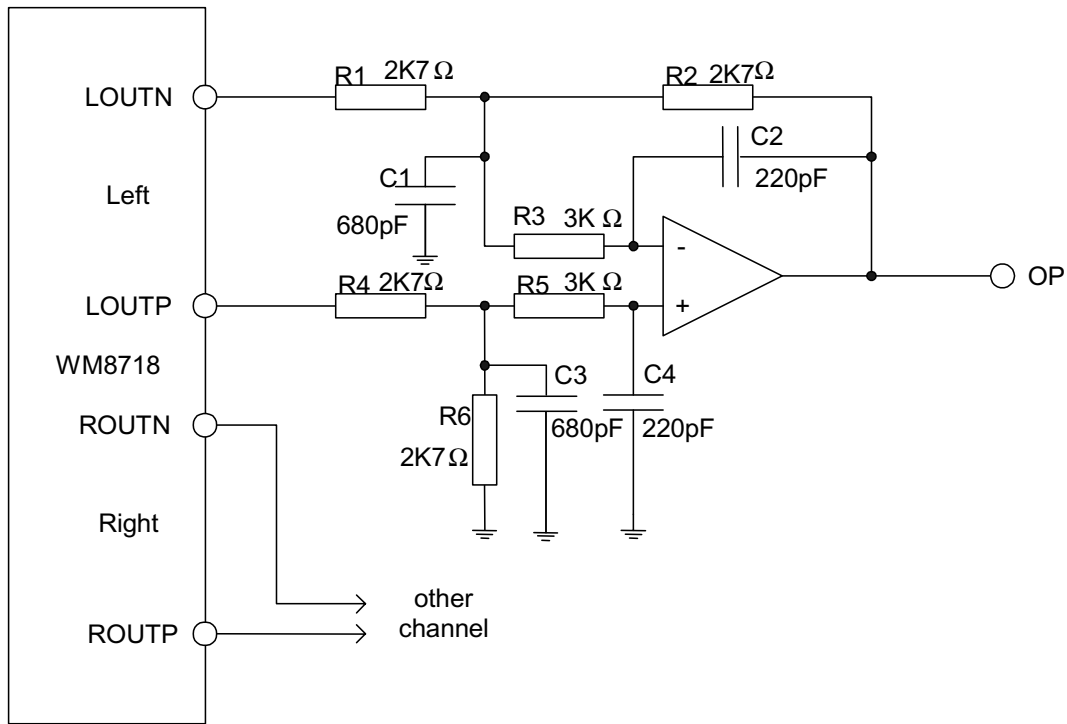 LOUTN
Left
LOUTP
WM8718
ROUTN
Right
ROUTP
R1 2K7 Ω
R2 2K7Ω
C2
220pF
C1
680pF
R3 3K Ω
-
+
OP
R4 2K7Ω
R5 3K Ω
R6
2K7Ω
C3
680pF
C4
220pF
other
channel